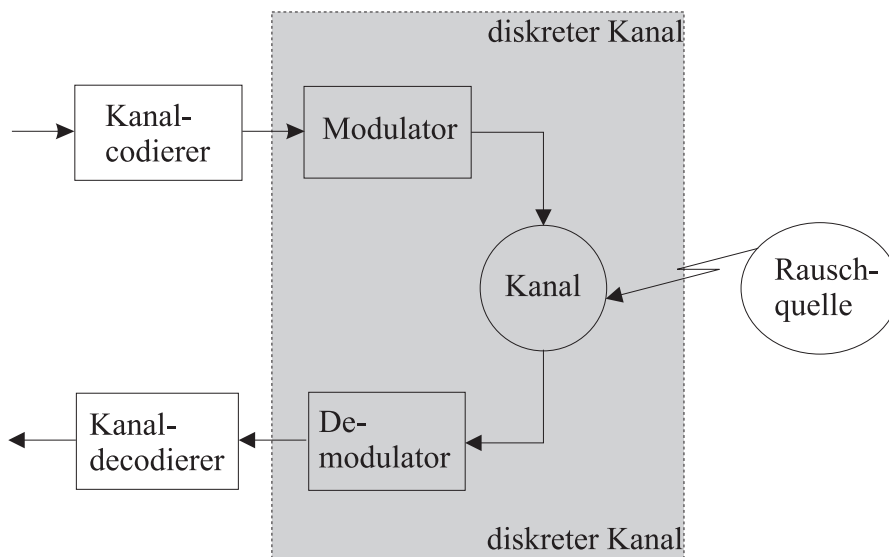 diskreter Kanal
Kanal-
codierer
Modulator
Kanal
Rausch-
quelle
Kanal-
decodierer
De-
modulator
diskreter Kanal